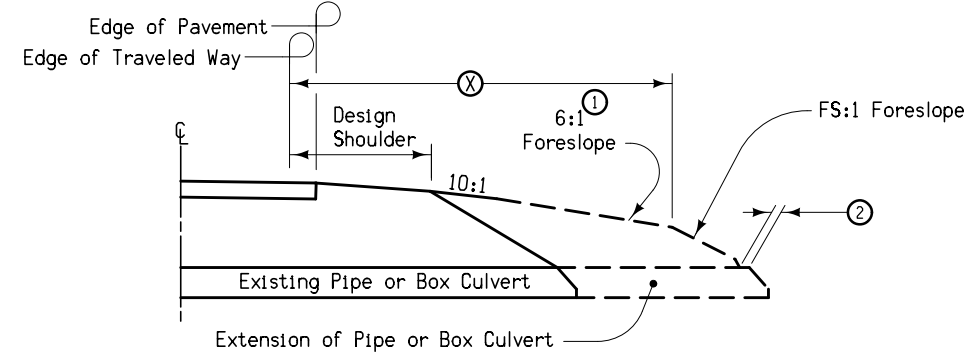 Edge of Pavement
Edge of Traveled Way
X
Design
Shoulder
1
6:1
Foreslope
FS:1 Foreslope
℄
10:1
2
Existing Pipe or Box Culvert
Extension of Pipe or Box Culvert